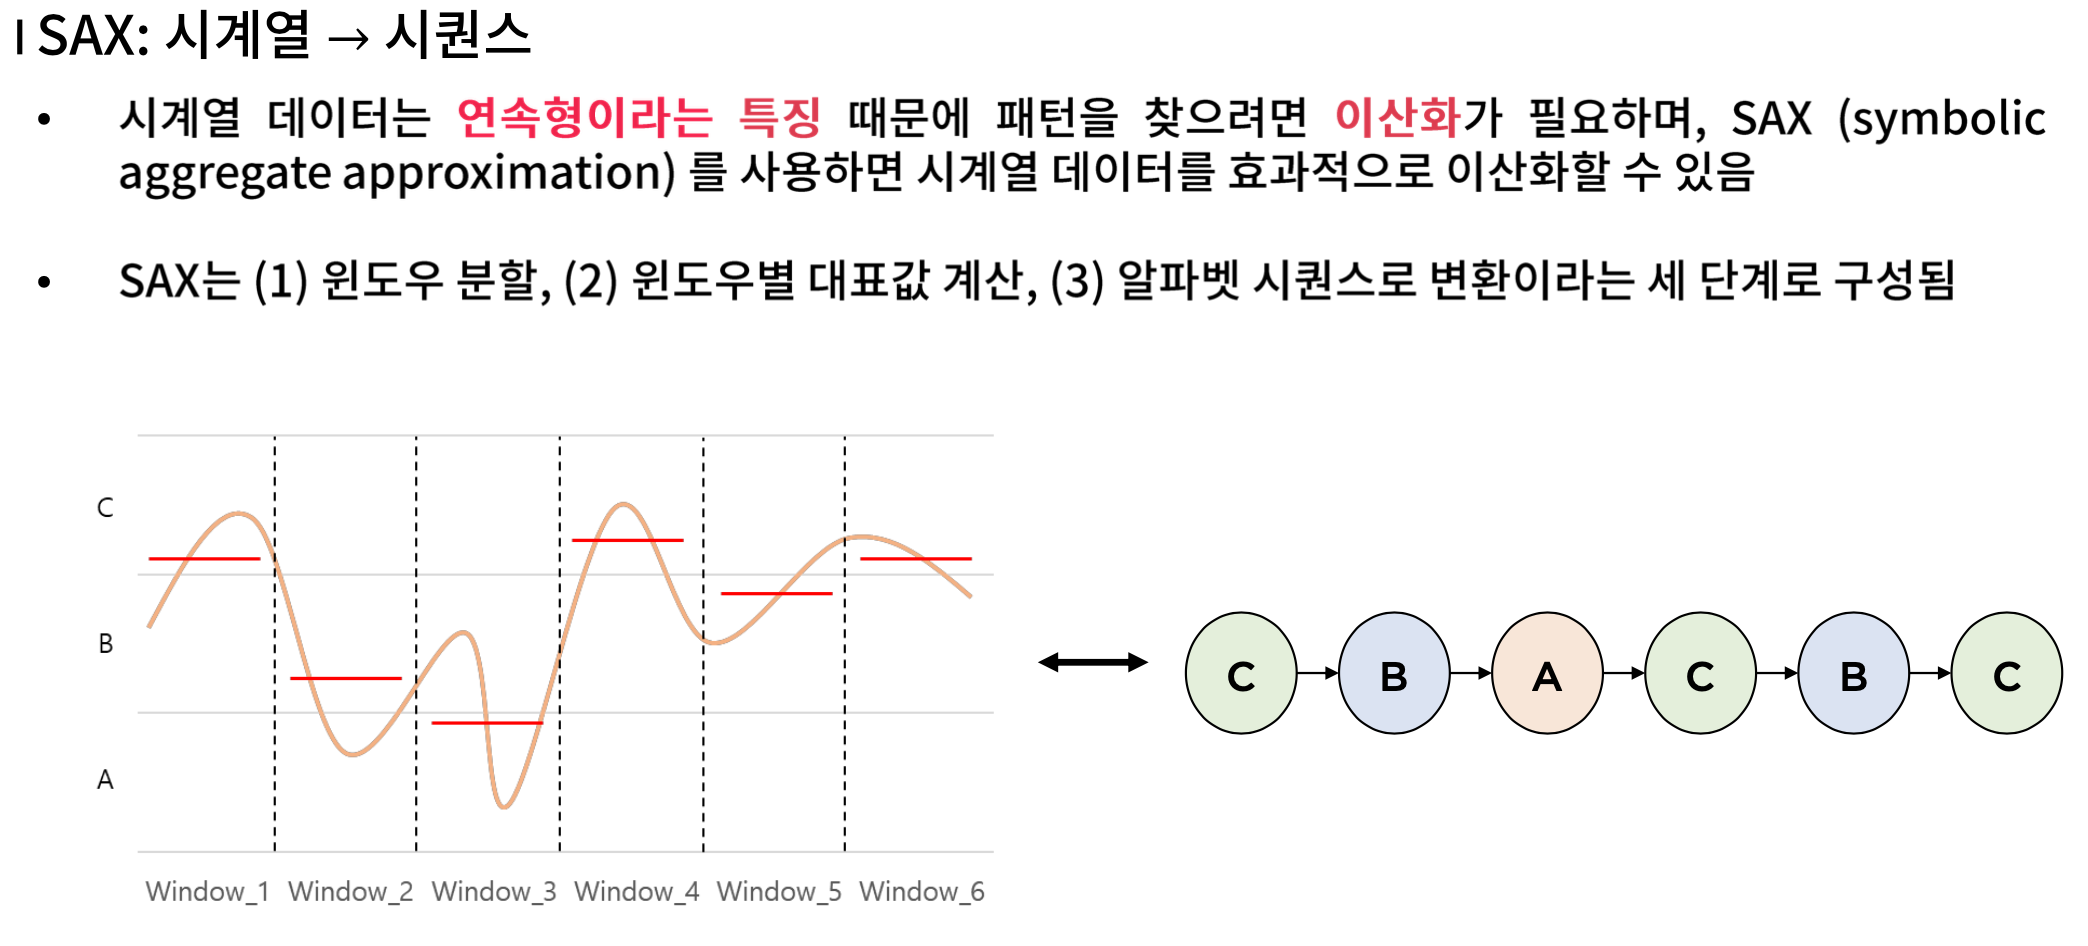 I SAX: 시계열 → 시퀀스
• 시계열 데이터는 연속형이라는 특징 때문에 패턴을 찾으려면 이산화가 필요하며, SAX (symbolic
aggregate approximation) 를 사용하면 시계열 데이터를 효과적으로 이산화할 수 있음
• SAX는 (1) 윈도우 분할, (2) 윈도우별 대표값 계산, (3) 알파벳 시퀀스로 변환이라는 세 단계로 구성됨
C
B
A
Window_1 Window_2 Window_3 Window_4 Window_5 Window_6
C B A C B C